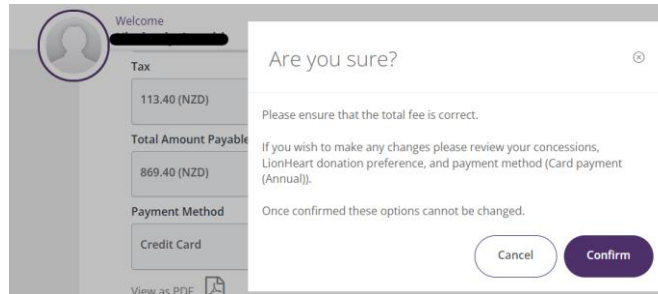 Welcome
Tax
113.40 (NZD)
Total Amount Payable
869.40 (NZD)
Payment Method
Credit Card
View as PDF
Are you sure?
Please ensure that the total fee is correct.
If you wish to make any changes please review your concessions,
LionHeart donation preference, and payment method (Card payment
(Annual)).
Once confirmed these options cannot be changed.
Cancel
Confirm